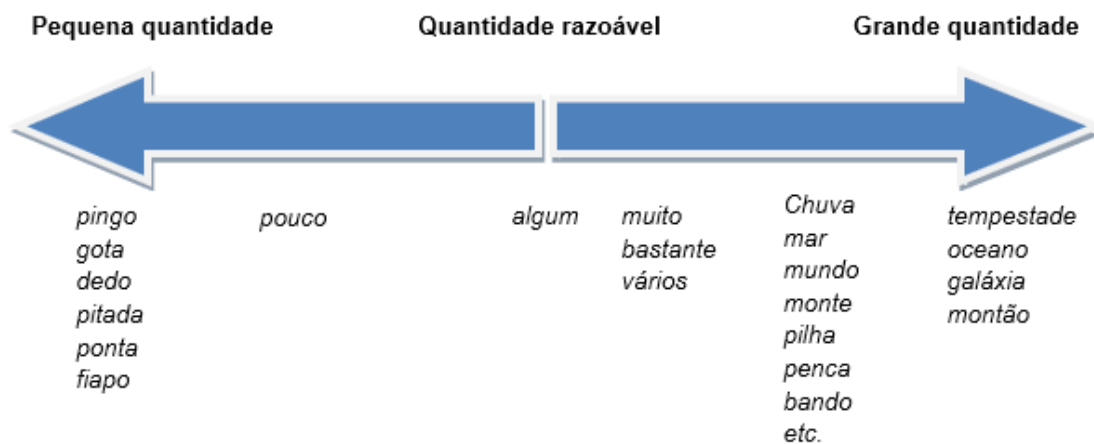 Pequena quantidade
Quantidade razoável
Grande quantidade
pingo
gota
dedo
pitada
ponta
fiapo
pouco
algum
muito
bastante
vários
Chuva
mar
mundo
monte
pilha
penca
bando
etc.
tempestade
oceano
galáxia
montão